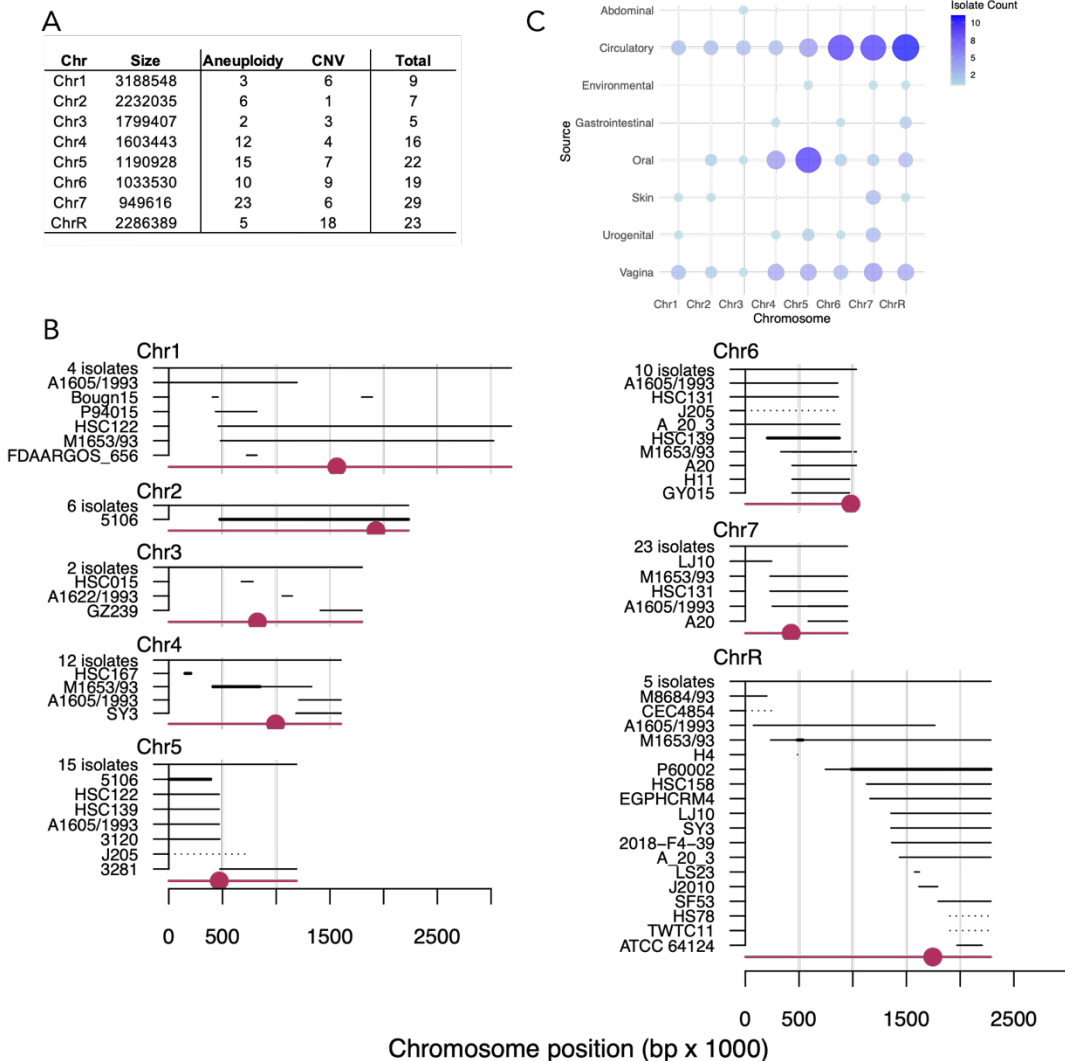 A
Chr Size Aneuploidy CNV Total
Chr1 3188548 3 6 9
Chr2 2232035 6 1 7
Chr3 1799407 2 3 5
Chr4 1603443 12 4 16
Chr5 1190928 15 7 22
Chr6 1033530 10 9 19
Chr7 949616 23 6 29
ChrR 2286389 5 18 23
C
Isolate Count
10
8
5
2
Source
Abdominal
Circulatory
Environmental
Gastrointestinal
Oral
Skin
Urogenital
Vagina
Chr1 Chr2 Chr3 Chr4 Chr5 Chr6 Chr7 ChrR
Chromosome
B
Chr1
4 isolates
A1605/1993
Bougn15
P94015
HSC122
M1653/93
FDAARGOS_656
Chr2
6 isolates
5106
Chr3
2 isolates
HSC015
A1622/1993
GZ239
Chr4
12 isolates
HSC167
M1653/93
A1605/1993
SY3
Chr5
15 isolates
5106
HSC122
HSC139
A1605/1993
3120
J205
3281
0 500 1500 2500
Chr6
10 isolates
A1605/1993
HSC131
J205
A_20_3
HSC139
M1653/93
A20
H11
GY015
Chr7
23 isolates
LJ10
M1653/93
HSC131
A1605/1993
A20
ChrR
5 isolates
M8684/93
CEC4854
A1605/1993
M1653/93
H4
P60002
HSC158
EGPHCRM4
LJ10
SY3
2018−F4−39
A_20_3
LS23
J2010
SF53
HS78
TWTC11
ATCC 64124
0 500 1500 2500
Chromosome position (bp x 1000)